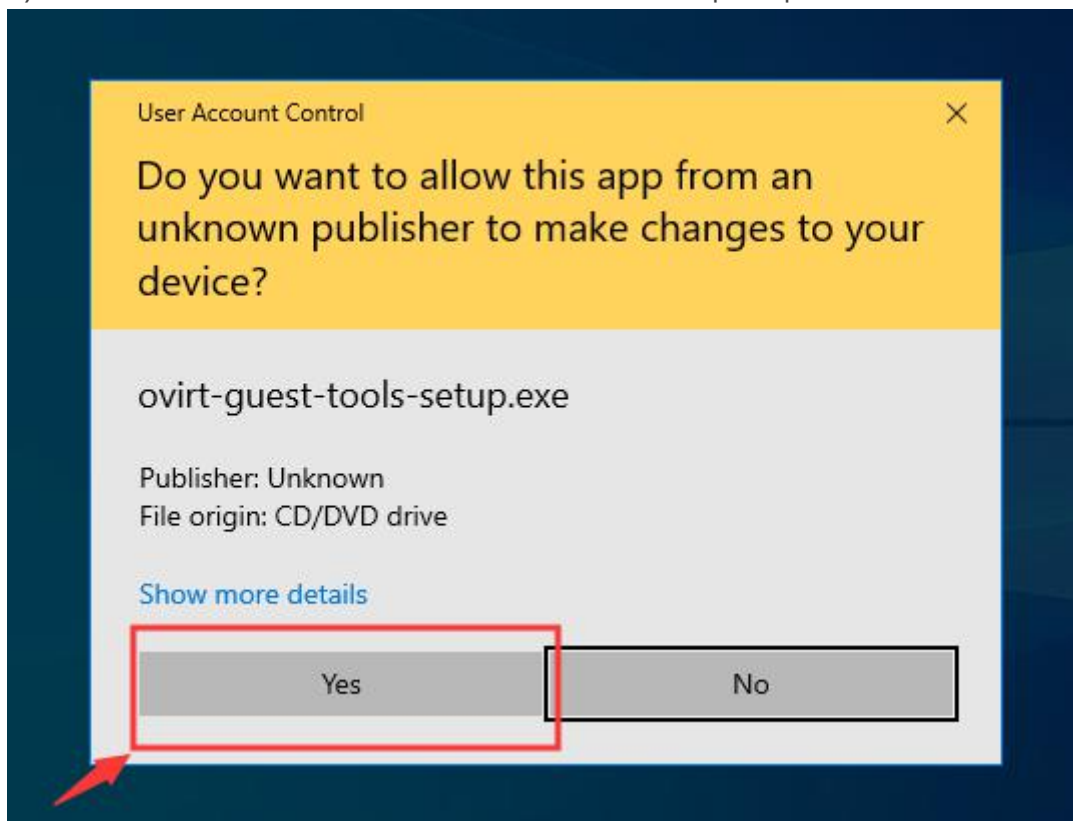 User Account Control
Do you want to allow this app from an
unknown publisher to make changes to your
device?
ovirt-guest-tools-setup.exe
Publisher: Unknown
File origin: CD/DVD drive
Show more details
Yes
No